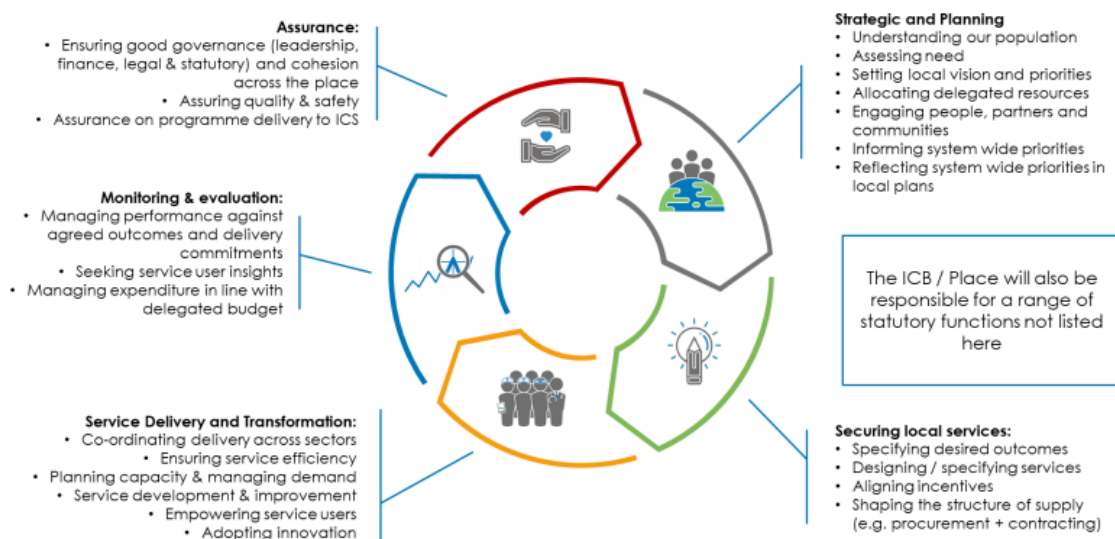 Assurance:
• Ensuring good governance (leadership,
finance, legal & statutory) and cohesion
across the place
• Assuring quality & safety
• Assurance on programme delivery to ICS
Strategic and Planning
• Understanding our population
• Assessing need
• Setting local vision and priorities
• Allocating delegated resources
• Engaging people, partners and
communities
• Informing system wide priorities
• Reflecting system wide priorities in
local plans
Monitoring & evaluation:
• Managing performance against
agreed outcomes and delivery
commitments
• Seeking service user insights
• Managing expenditure in line with
delegated budget
The ICB / Place will also be
responsible for a range of
statutory functions not listed
here
Service Delivery and Transformation:
• Co-ordinating delivery across sectors
• Ensuring service efficiency
• Planning capacity & managing demand
• Service development & improvement
• Empowering service users
• Adopting innovation
Securing local services:
• Specifying desired outcomes
• Designing / specifying services
• Aligning incentives
• Shaping the structure of supply
(e.g. procurement + contracting)